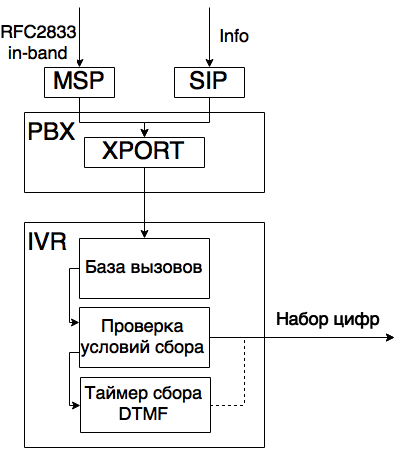 RFC2833
in-band
Info
MSP
SIP
PBX
XPORT
IVR
База вызовов
Проверка
условий сбора
Набор цифр
Таймер сбора
DTMF